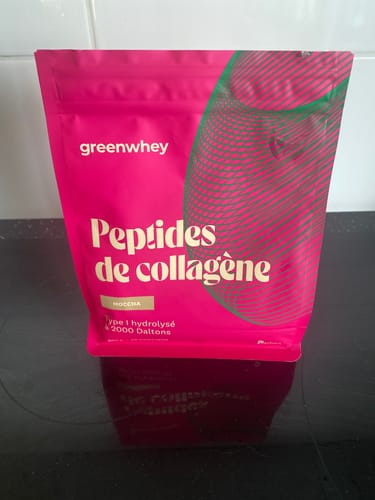 greenwhey
Peptides
de collagène
MOCCHA
Type I hydrolysé
2000 Daltons